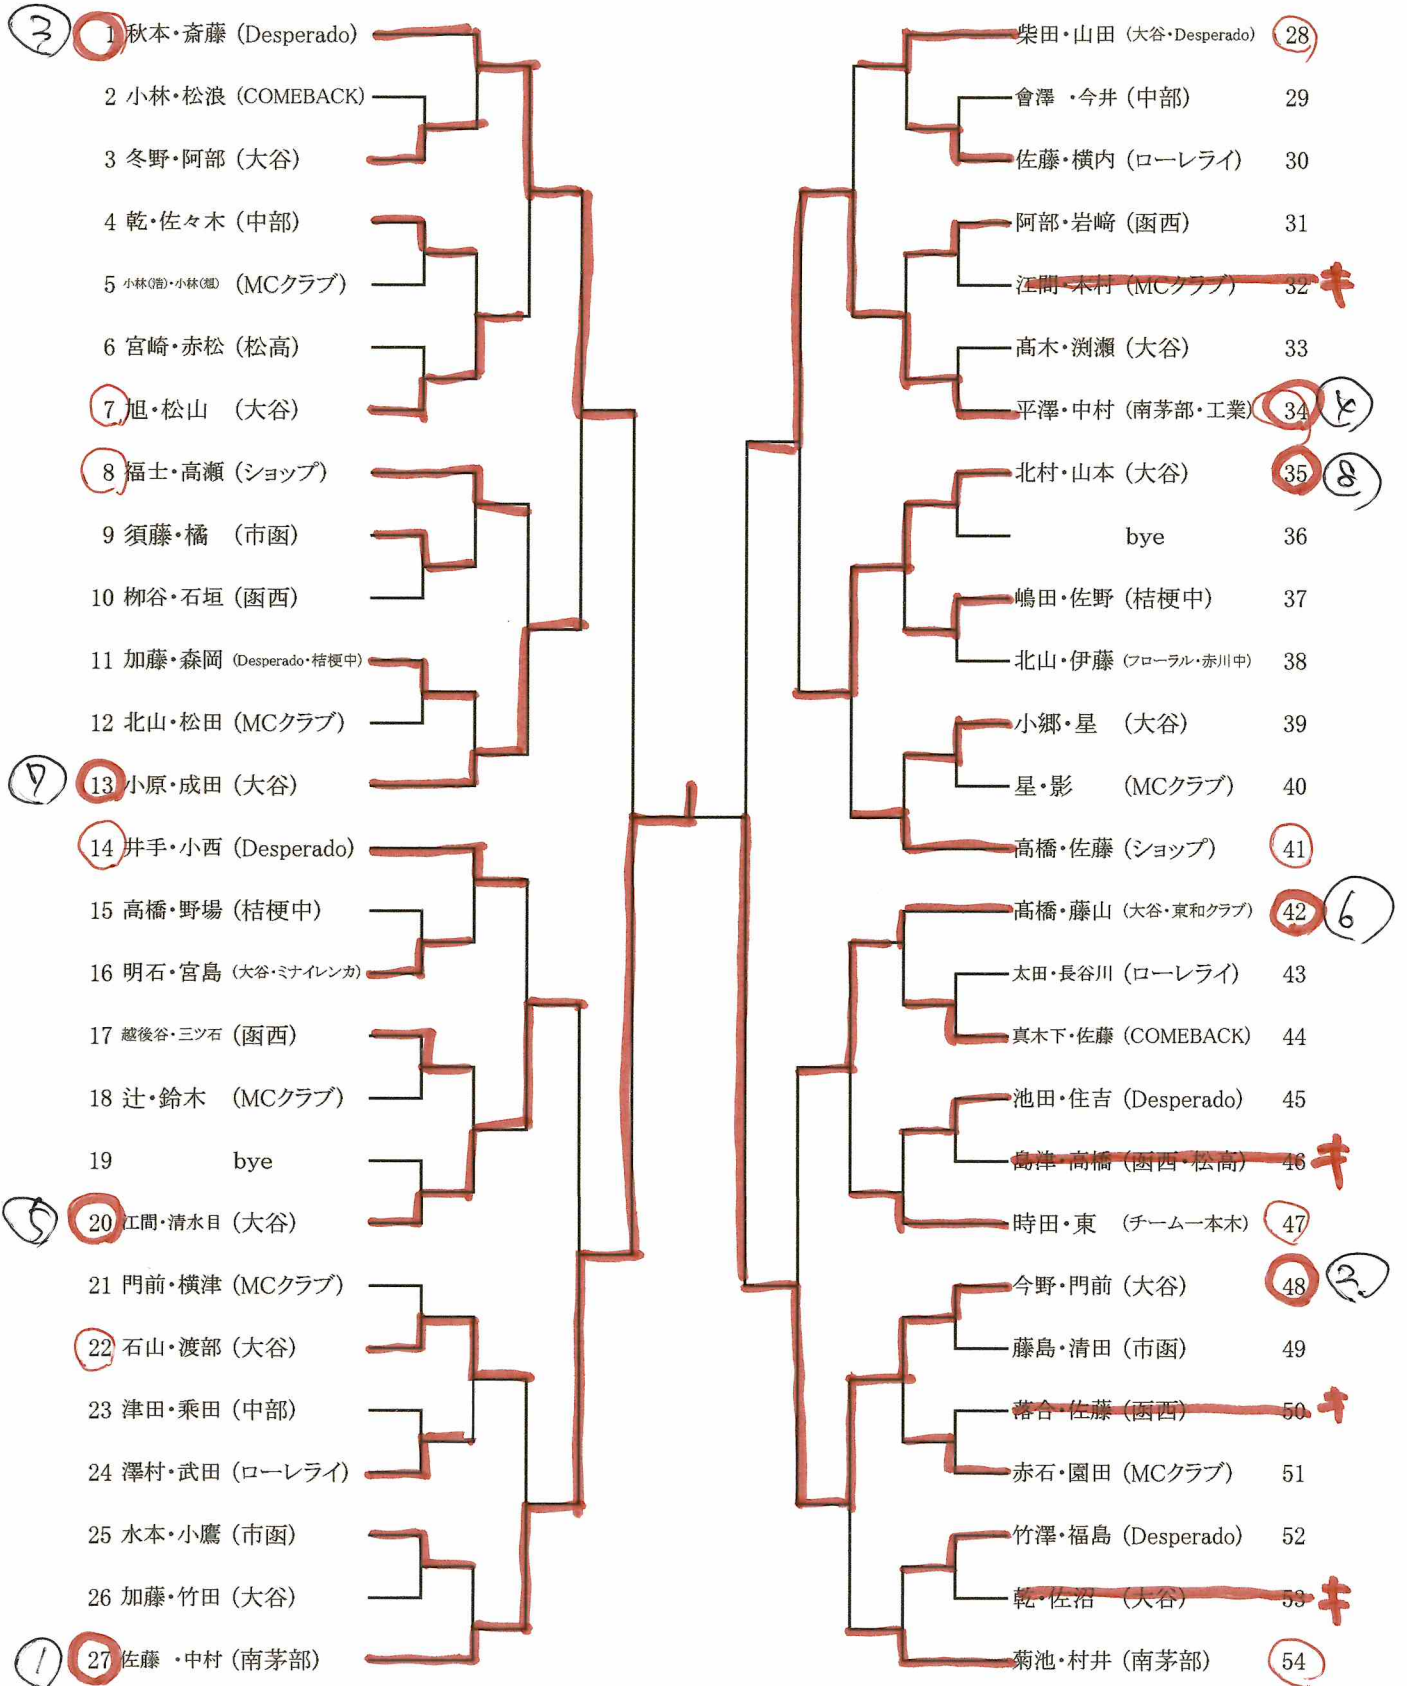 ③ 1 秋本・斎藤 (Desperado)
2 小林・松浪 (COMEBACK)
3 冬野・阿部 (大谷)
4 乾・佐々木 (中部)
5 小林(浩)・小林 (MCクラブ)
6 宮崎・赤松 (松高)
7 旭・松山 (大谷)
8 福士・高瀬 (ショップ)
9 須藤・橘 (市函)
10 柳谷・石垣 (函西)
11 加藤・森岡 (Desperado・桔梗中)
12 北山・松田 (MCクラブ)
⑦ 13 小原・成田 (大谷)
14 井手・小西 (Desperado)
15 高橋・野場 (桔梗中)
16 明石・宮島 (大谷・ミナイレンカ)
17 越後谷・三ツ石 (函西)
18 辻・鈴木 (MCクラブ)
19 bye
⑤ 20 江間・清水目 (大谷)
21 門前・横津 (MCクラブ)
22 石山・渡部 (大谷)
23 津田・乗田 (中部)
24 澤村・武田 (ローレライ)
25 水本・小鷹 (市函)
26 加藤・竹田 (大谷)
① 27 佐藤 ・中村 (南茅部)
柴田・山田 (大谷・Desperado) 28
會澤 ・今井 (中部) 29
佐藤・横内 (ローレライ) 30
阿部・岩﨑 (函西) 31
江間・木村 (MCクラブ) 32 キ
髙木・渕瀬 (大谷) 33
平澤・中村 (南茅部・工業) 34 ④
北村・山本 (大谷) 35 ⑧
bye 36
嶋田・佐野 (桔梗中) 37
北山・伊藤 (フローラル・赤川中) 38
小郷・星 (大谷) 39
星・影 (MCクラブ) 40
高橋・佐藤 (ショップ) 41
髙橋・藤山 (大谷・東和クラブ) 42 ⑥
太田・長谷川 (ローレライ) 43
真木下・佐藤 (COMEBACK) 44
池田・住吉 (Desperado) 45
島津・高橋 (函西・松高) 46 キ
時田・東 (チーム一本木) 47
今野・門前 (大谷) 48 ②
藤島・清田 (市函) 49
落合・佐藤 (函西) 50 キ
赤石・園田 (MCクラブ) 51
竹澤・福島 (Desperado) 52
乾・佐沼 (大谷) 53 キ
菊池・村井 (南茅部) 54